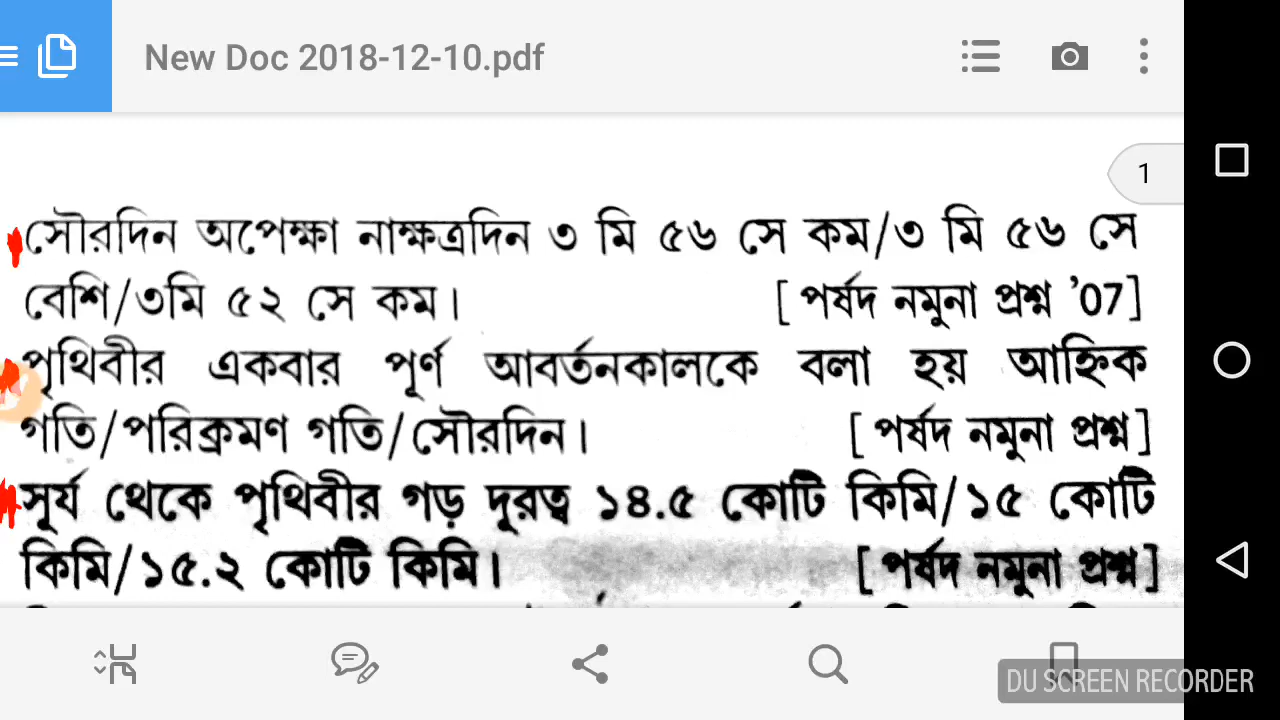 New Doc 2018-12-10.pdf
1
সৌরদিন অপেক্ষা নাক্ষত্রদিন ৩ মি ৫৬ সে কম/৩ মি ৫৬ সে
বেশি/৩মি ৫২ সে কম। [ পর্ষদ নমুনা প্রশ্ন '07]
পৃথিবীর একবার পূর্ণ আবর্তনকালকে বলা হয় আহ্নিক
গতি/পরিক্রমণ গতি/সৌরদিন। [ পর্ষদ নমুনা প্রশ্ন ]
সূর্য থেকে পৃথিবীর গড় দূরত্ব ১৪.৫ কোটি কিমি/১৫ কোটি
কিমি/১৫.২ কোটি কিমি। [ পর্ষদ নমুনা প্রশ্ন ]
DU SCREEN RECORDER